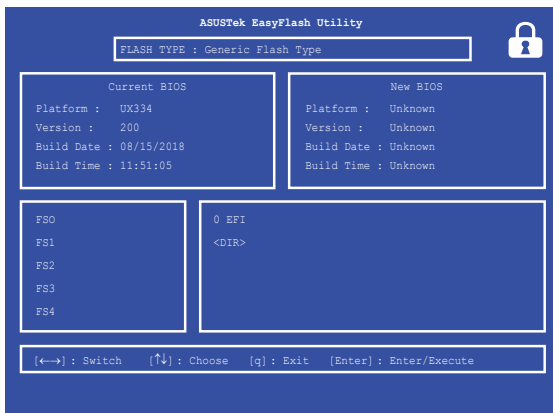 ASUSTek EasyFlash Utility
FLASH TYPE : Generic Flash Type
Current BIOS
Platform : UX334
Version : 200
Build Date : 08/15/2018
Build Time : 11:51:05
New BIOS
Platform : Unknown
Version : Unknown
Build Date : Unknown
Build Time : Unknown
FSO
FS1
FS2
FS3
FS4
0 EFI
<DIR>
[←→] : Switch [↑↓] : Choose [q] : Exit [Enter] : Enter/Execute